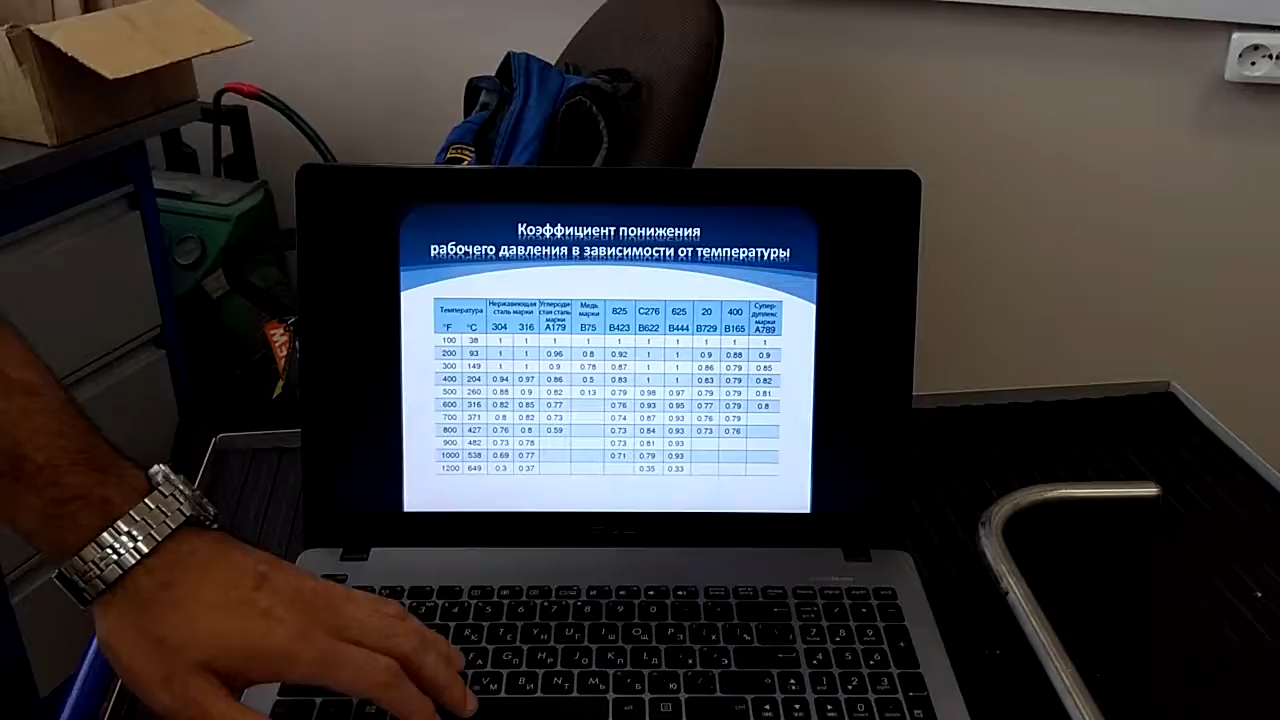 Коэффициент понижения
рабочего давления в зависимости от температуры
Температура Нержавеющая сталь марки Углеродистая сталь марки Медь марки 825 C276 625 20 400 Супер-дуплекс марки
°F °C 304 316 A179 B75 B423 B622 B444 B729 B165 A789
100 38 1 1 1 1 1 1 1 1 1 1
200 93 1 1 0.96 0.8 0.92 1 1 0.9 0.88 0.9
300 149 1 1 0.9 0.78 0.87 1 1 0.86 0.79 0.85
400 204 0.94 0.97 0.86 0.5 0.83 1 1 0.83 0.79 0.82
500 260 0.88 0.9 0.82 0.13 0.79 0.98 0.97 0.79 0.79 0.81
600 316 0.82 0.85 0.77 0.76 0.93 0.95 0.77 0.79 0.8
700 371 0.8 0.82 0.73 0.74 0.87 0.93 0.76 0.79
800 427 0.76 0.8 0.59 0.73 0.84 0.93 0.73 0.76
900 482 0.73 0.78 0.73 0.81 0.93
1000 538 0.69 0.77 0.71 0.79 0.93
1200 649 0.3 0.37 0.35 0.33